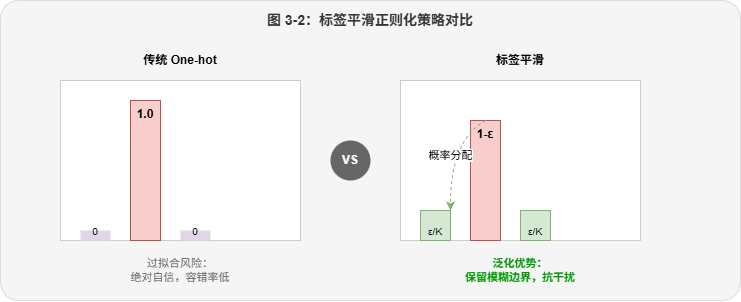 图 3-2：标签平滑正则化策略对比
传统 One-hot
1.0
0
0
过拟合风险：
绝对自信，容错率低
VS
标签平滑
1-ε
概率分配
ε/K
ε/K
泛化优势：
保留模糊边界，抗干扰